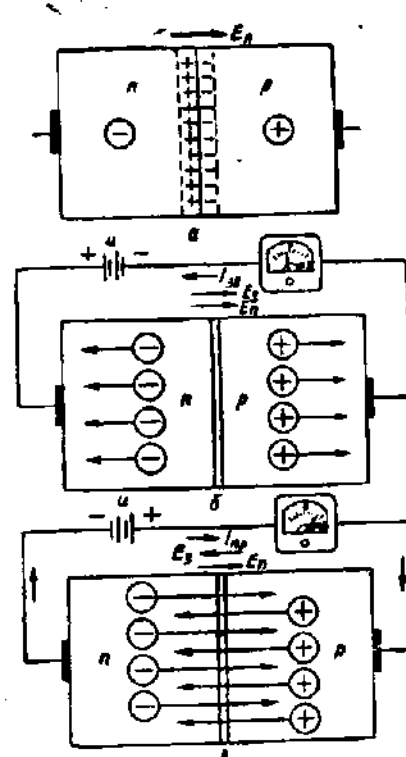 Eп
n p
− +
а
+ u − Iзв
Eз
Eп
− + 
− n p +
− +
− +
б
− u + Iпр
Eз Eп
− +
− +
n − + p
− +